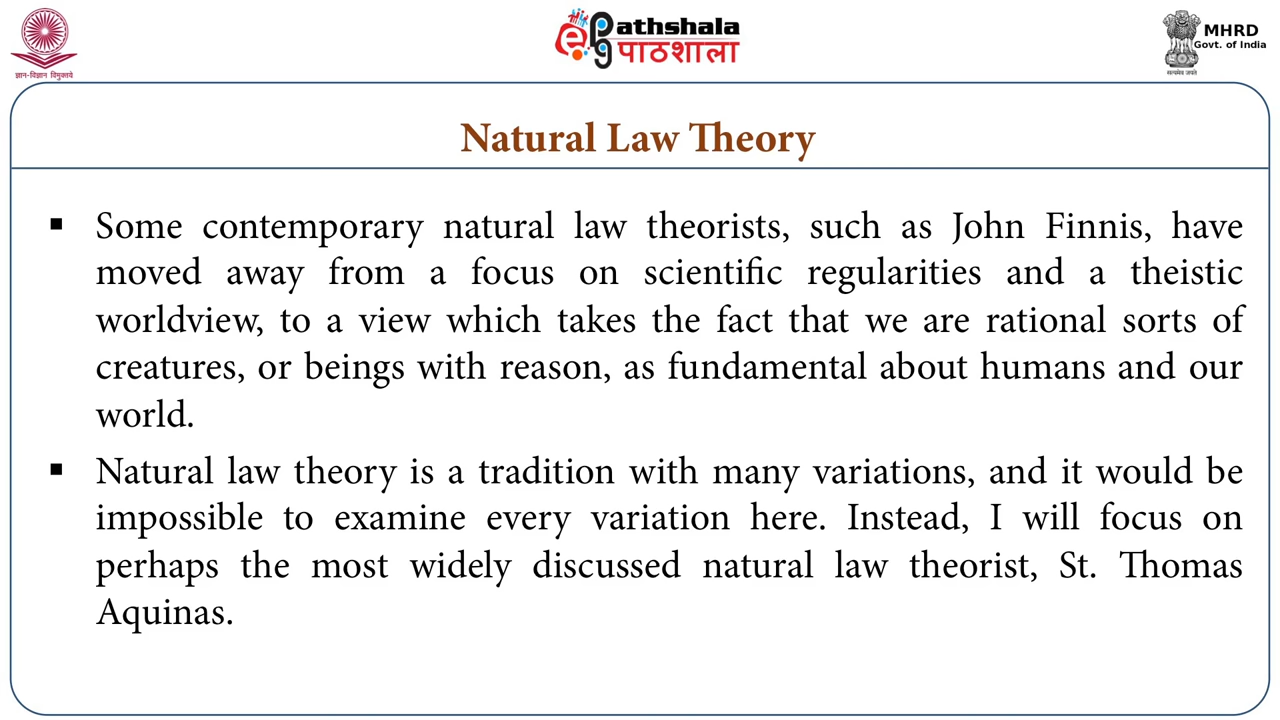 ज्ञान-विज्ञान विमुक्तये
ePathshala
पाठशाला
MHRD
Govt. of India
सत्यमेव जयते
Natural Law Theory
▪ Some contemporary natural law theorists, such as John Finnis, have
moved away from a focus on scientific regularities and a theistic
worldview, to a view which takes the fact that we are rational sorts of
creatures, or beings with reason, as fundamental about humans and our
world.
▪ Natural law theory is a tradition with many variations, and it would be
impossible to examine every variation here. Instead, I will focus on
perhaps the most widely discussed natural law theorist, St. Thomas
Aquinas.